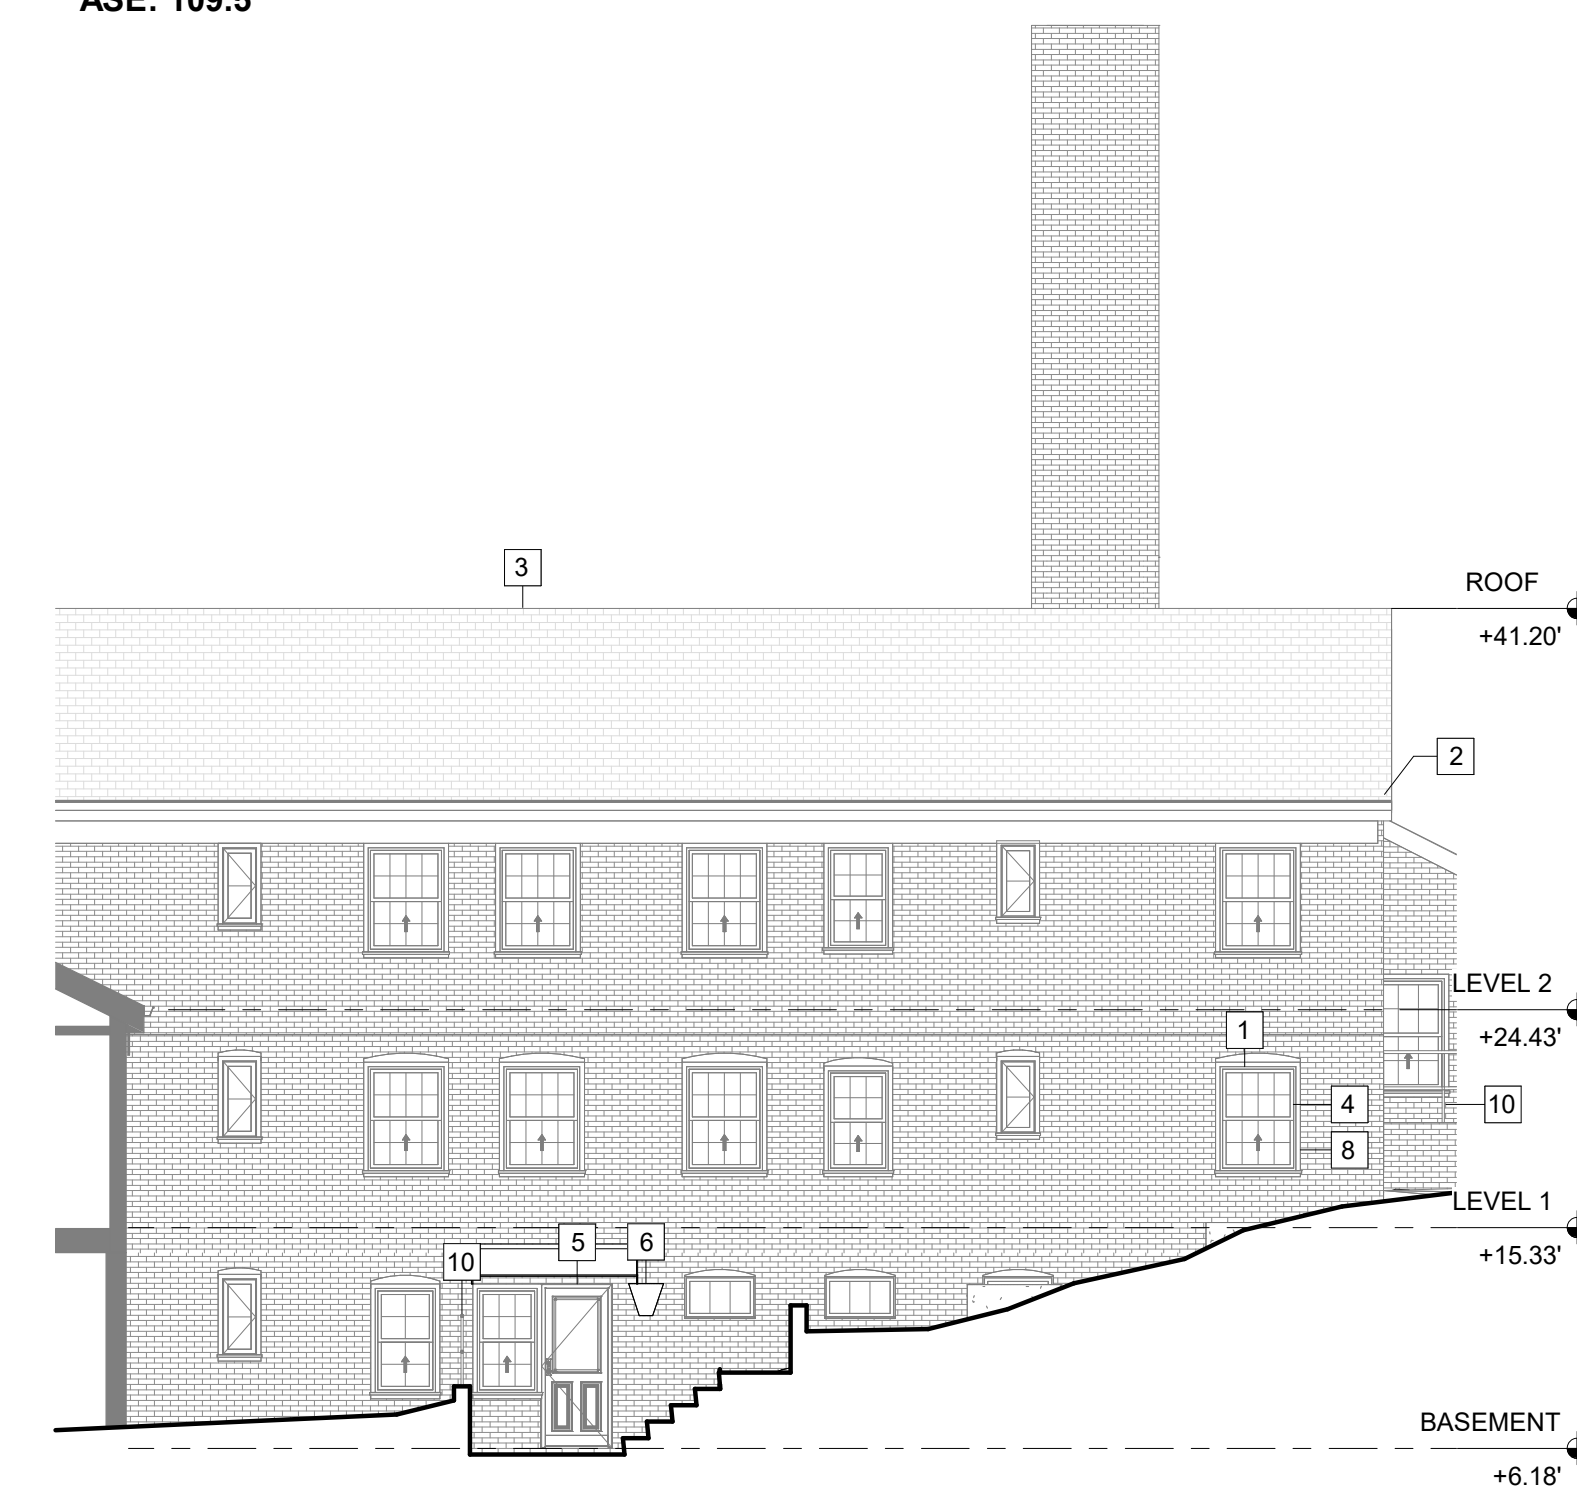 ASE: 109.5
3
ROOF
+41.20'
2
LEVEL 2
+24.43'
1
4
10
8
LEVEL 1
+15.33'
5
6
10
BASEMENT
+6.18'